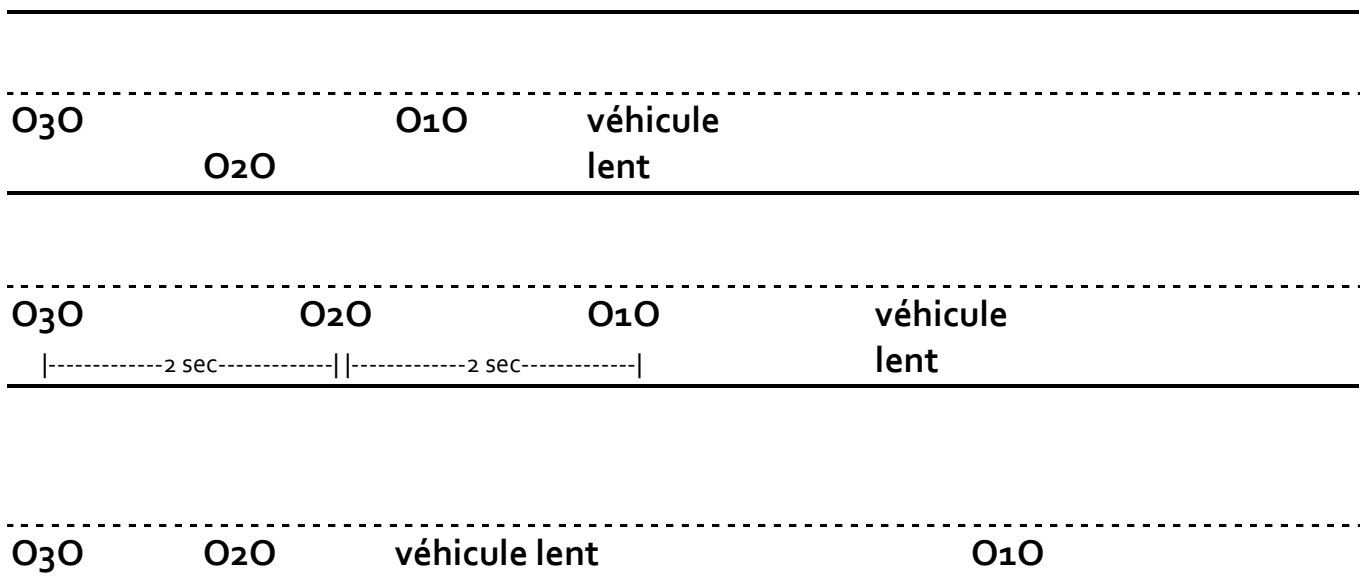 O3O O1O véhicule
O2O lent
O3O O2O O1O véhicule
|-------------2 sec-------------| |-------------2 sec-------------| lent
O3O O2O véhicule lent O1O